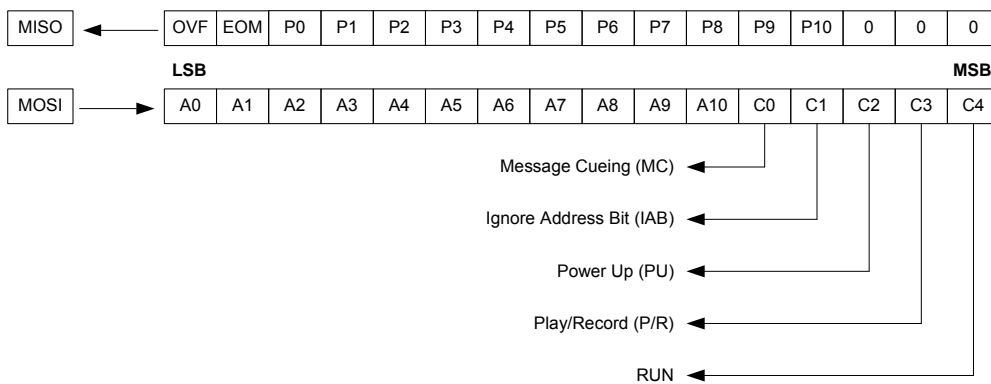 MISO OVF EOM P0 P1 P2 P3 P4 P5 P6 P7 P8 P9 P10 0 0 0
LSB MSB
MOSI A0 A1 A2 A3 A4 A5 A6 A7 A8 A9 A10 C0 C1 C2 C3 C4
Message Cueing (MC)
Ignore Address Bit (IAB)
Power Up (PU)
Play/Record (P/R)
RUN